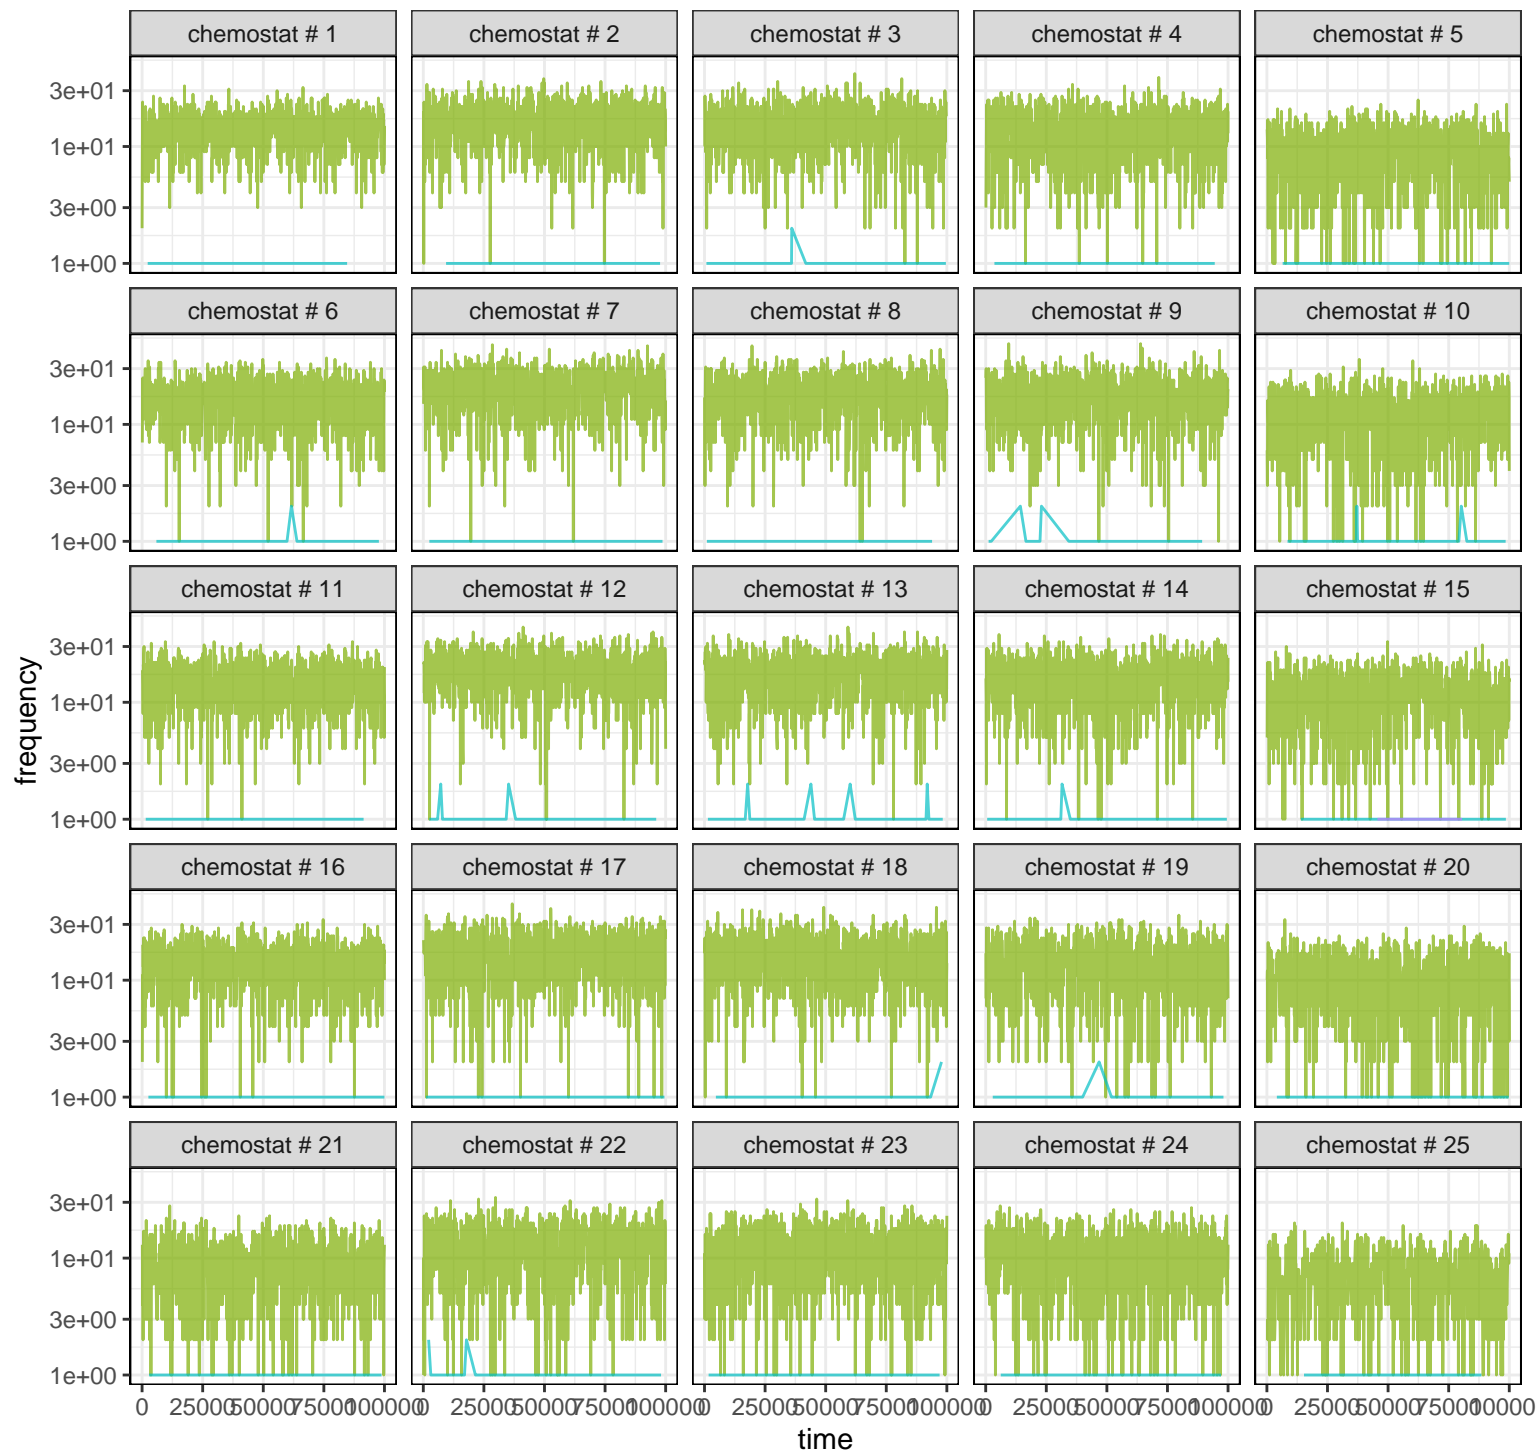 chemostat # 1 chemostat # 2 chemostat # 3 chemostat # 4 chemostat # 5
3e+01
1e+01
3e+00
1e+00
chemostat # 6 chemostat # 7 chemostat # 8 chemostat # 9 chemostat # 10
3e+01
1e+01
3e+00
1e+00
chemostat # 11 chemostat # 12 chemostat # 13 chemostat # 14 chemostat # 15
3e+01
1e+01
3e+00
1e+00
frequency
chemostat # 16 chemostat # 17 chemostat # 18 chemostat # 19 chemostat # 20
3e+01
1e+01
3e+00
1e+00
chemostat # 21 chemostat # 22 chemostat # 23 chemostat # 24 chemostat # 25
3e+01
1e+01
3e+00
1e+00
0 25000 50000 75000 100000 0 25000 50000 75000 100000 0 25000 50000 75000 100000 0 25000 50000 75000 100000 0 25000 50000 75000 100000
time